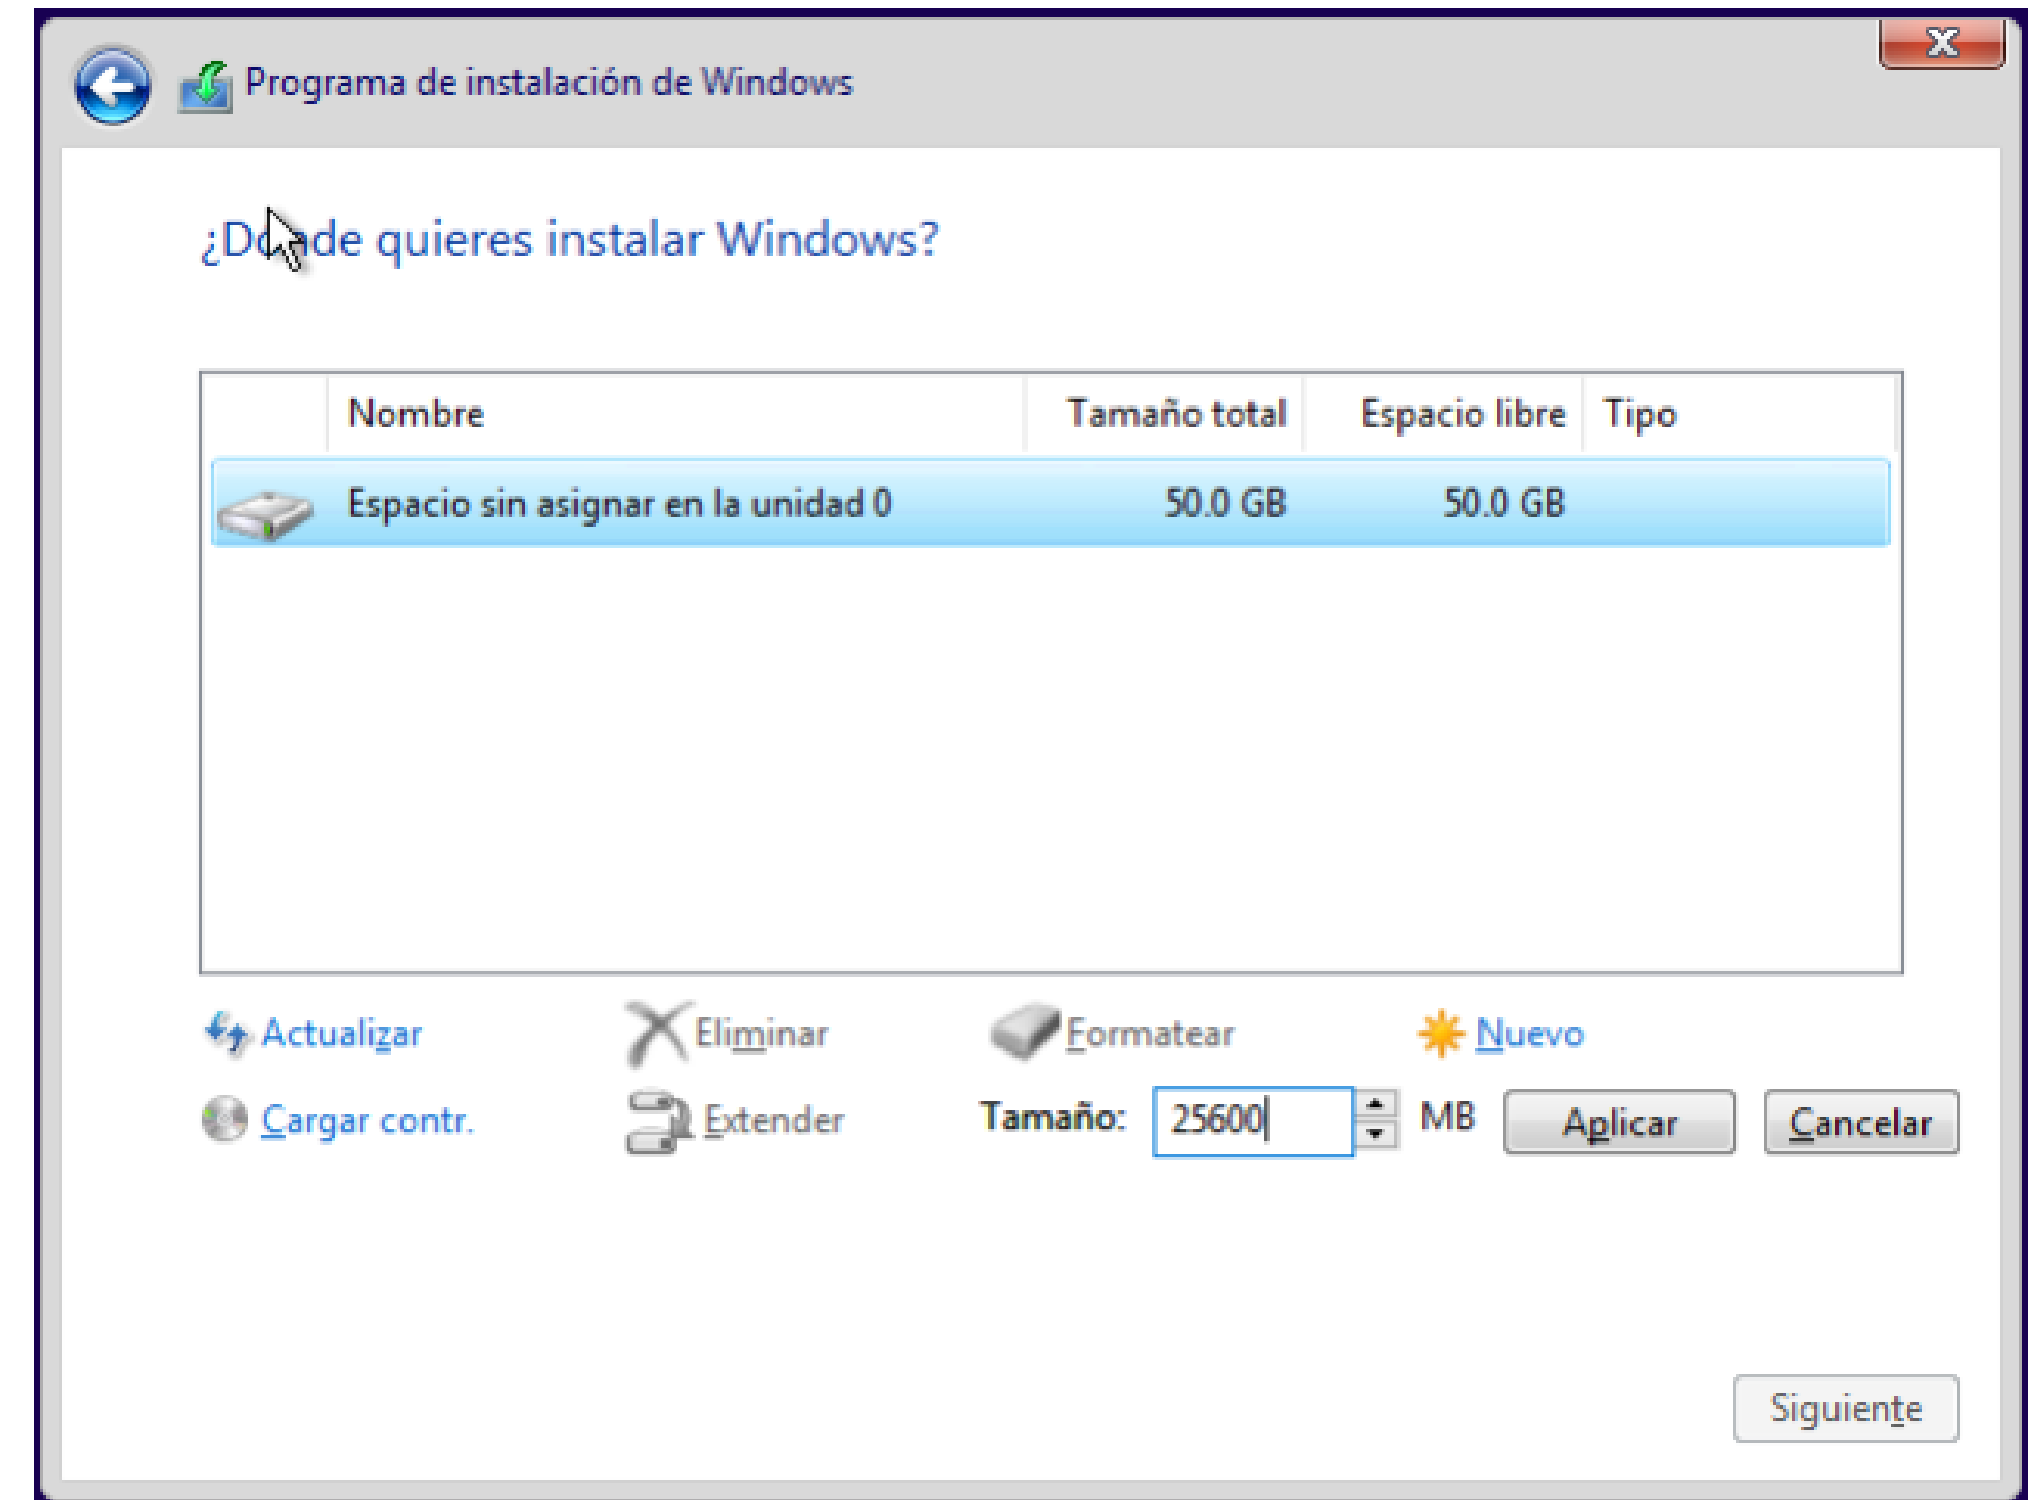 Programa de instalación de Windows
¿Dónde quieres instalar Windows?
Nombre Tamaño total Espacio libre Tipo
Espacio sin asignar en la unidad 0 50.0 GB 50.0 GB
Actualizar Eliminar Formatear Nuevo
Cargar contr. Extender Tamaño: 25600 MB Aplicar Cancelar
Siguiente